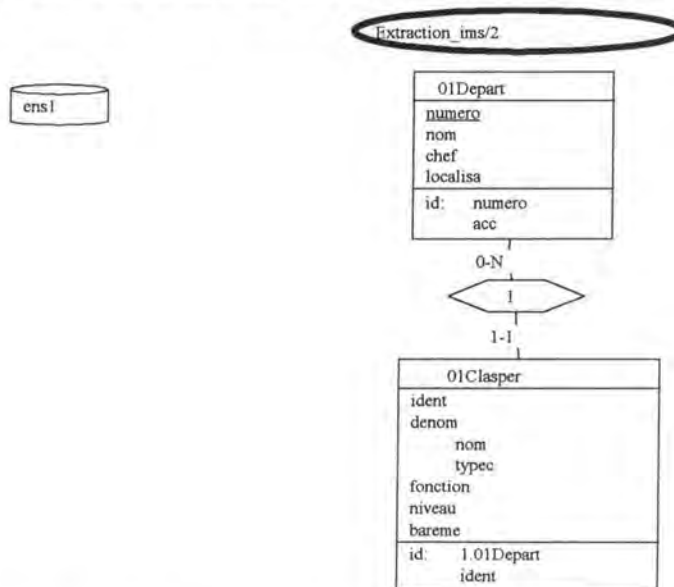 Extraction_ims/2
ens1
01Depart
numero
nom
chef
localisa
id: numero
acc
0-N
1
1-1
01Clasper
ident
denom
nom
typec
fonction
niveau
bareme
id: 1.01Depart
ident